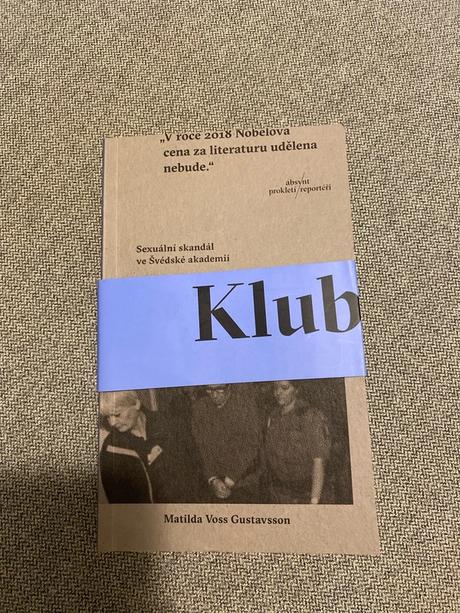 „V roce 2018 Nobelova
cena za literaturu udělena
nebude.“
absynt
prokletí/reportéři
Sexuální skandál
ve Švédské akademii
Klub
Matilda Voss Gustavsson